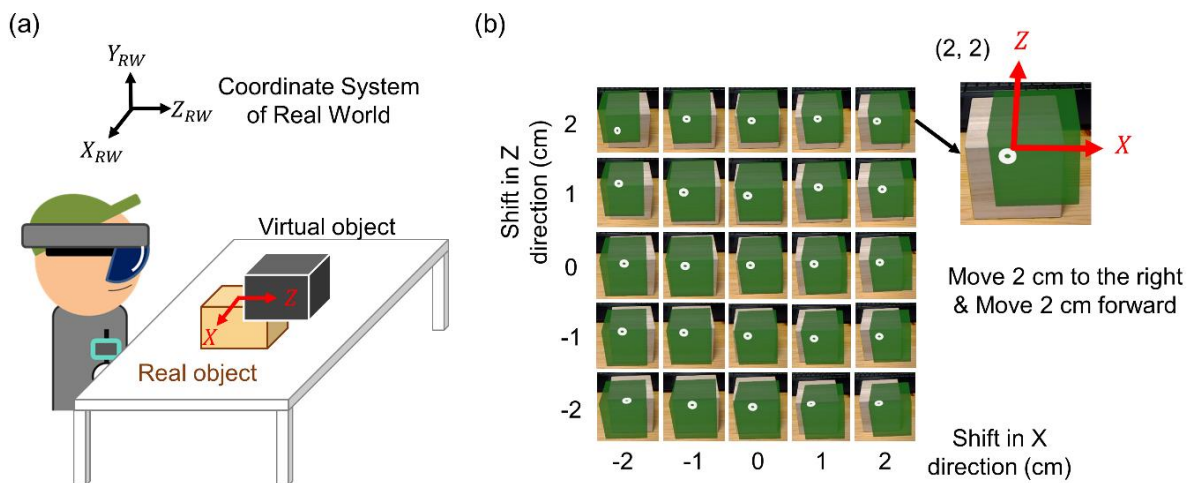 (a)
Y_RW
Z_RW
X_RW
Coordinate System
of Real World
Virtual object
Z
X
Real object
(b)
Shift in Z
direction (cm)
2
1
0
-1
-2
-2 -1 0 1 2
Shift in X
direction (cm)
(2, 2)
Z
X
Move 2 cm to the right
& Move 2 cm forward